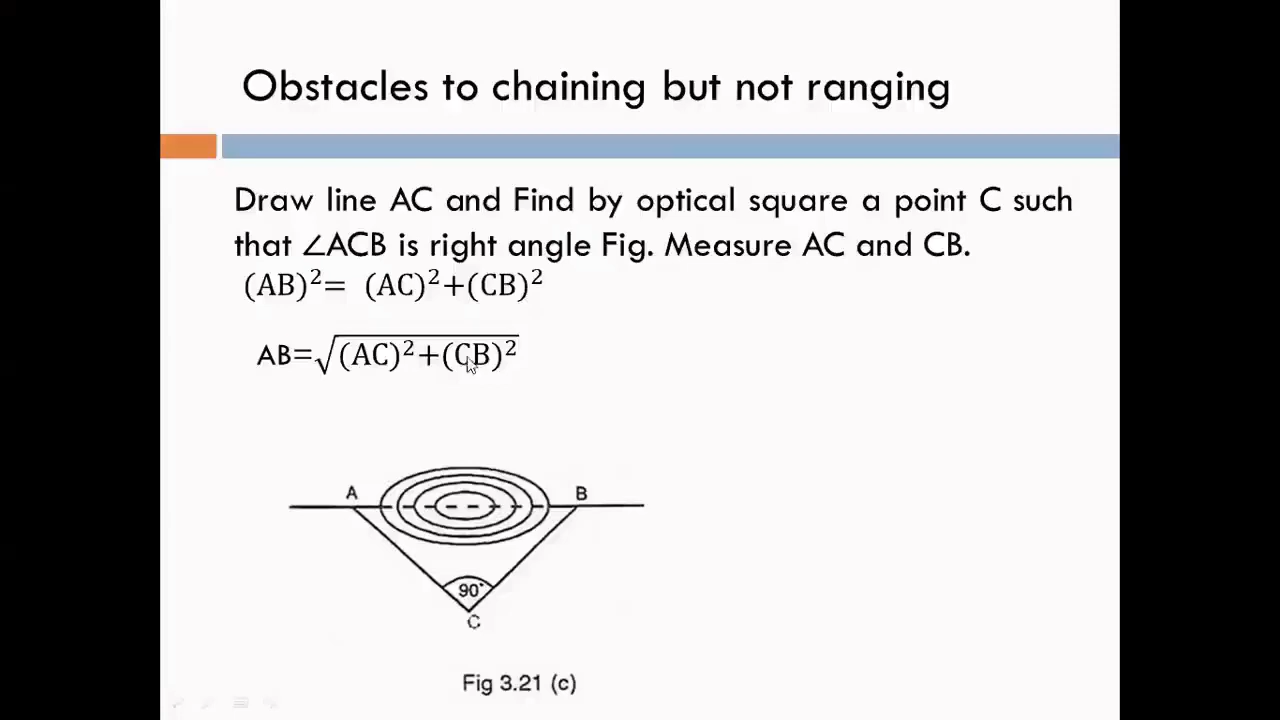 Obstacles to chaining but not ranging
Draw line AC and Find by optical square a point C such
that ∠ACB is right angle Fig. Measure AC and CB.
(AB)²= (AC)²+(CB)²
AB=√(AC)²+(CB)²
A B
90°
C
Fig 3.21 (c)